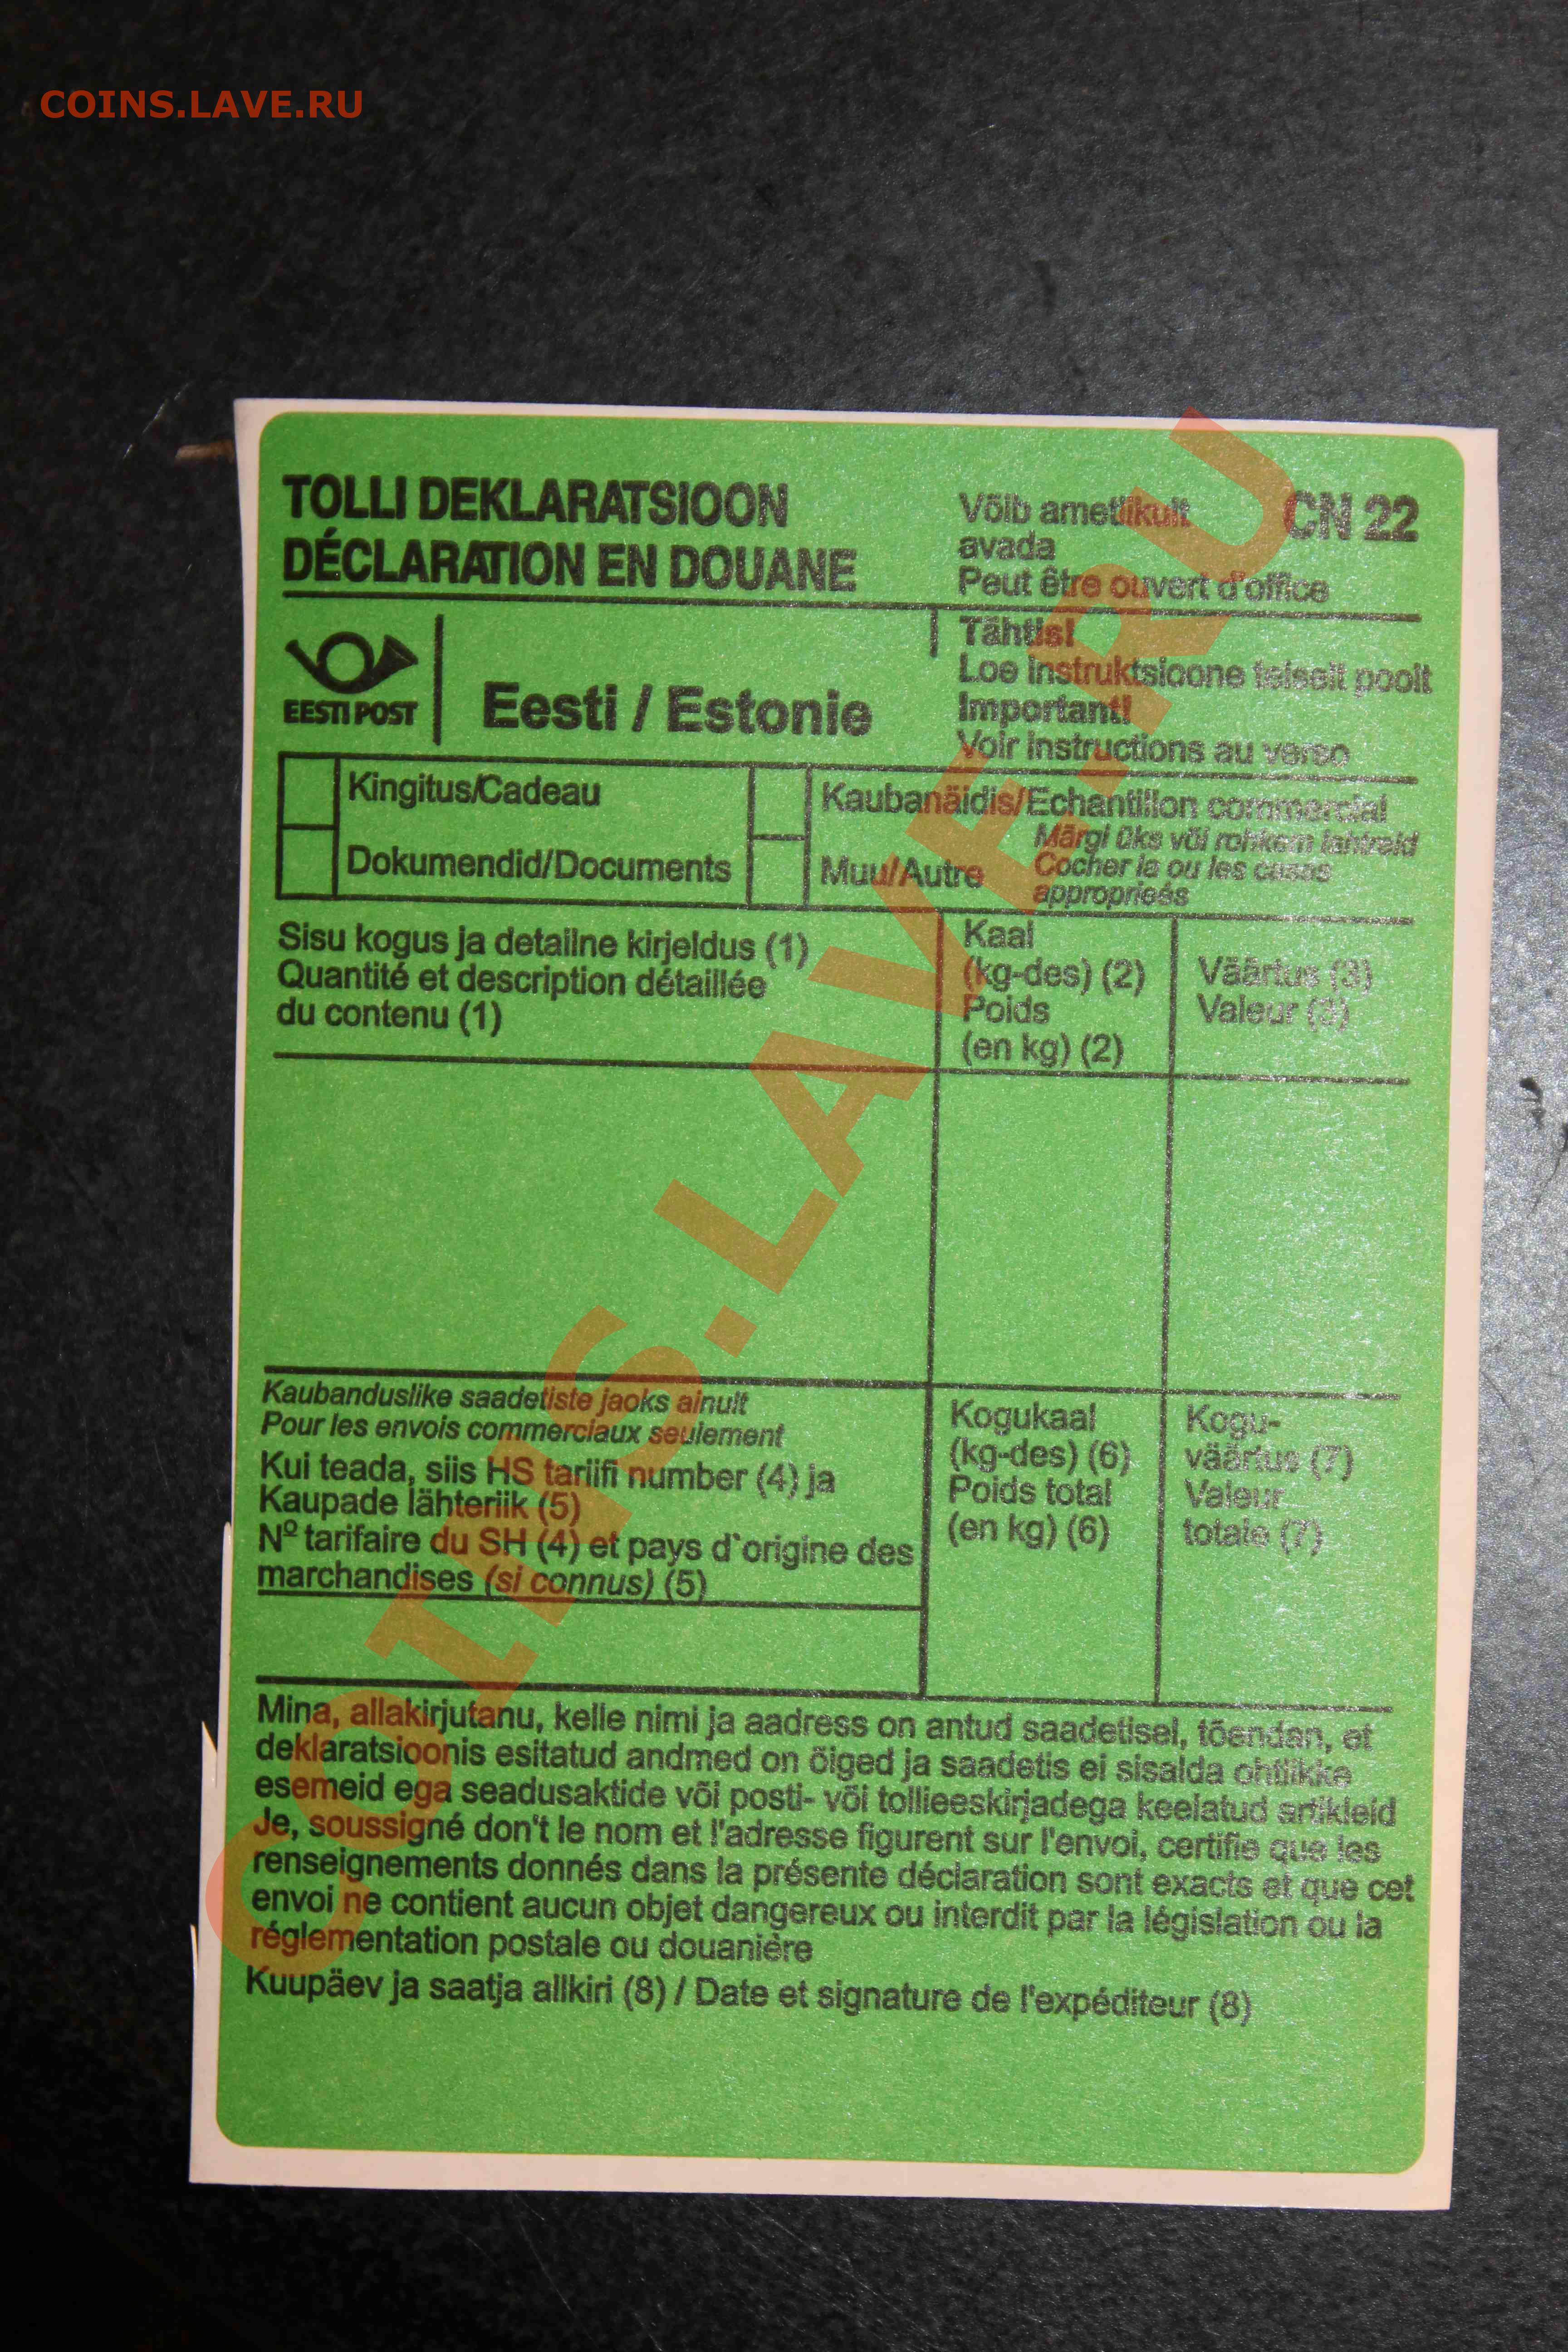 COINS.LAVE.RU
TOLLI DEKLARATSIOON
DÉCLARATION EN DOUANE
Võib ametlikult
avada
Peut être ouvert d'office
CN 22
EESTI POST
Eesti / Estonie
Tähtis!
Loe instruktsioone teiselt poolt
Important!
Voir instructions au verso
Kingitus/Cadeau
Kaubanäidis/Echantillon commercial
Dokumendid/Documents
Muu/Autre
Märgi üks või rohkem lahtreid
Cocher la ou les cases
approprieés
Sisu kogus ja detailne kirjeldus (1)
Quantité et description détaillée
du contenu (1)
Kaal
(kg-des) (2)
Poids
(en kg) (2)
Väärtus (3)
Valeur (3)
Kaubanduslike saadetiste jaoks ainult
Pour les envois commerciaux seulement
Kui teada, siis HS tariifi number (4) ja
Kaupade lähteriik (5)
Nº tarifaire du SH (4) et pays d`origine des
marchandises (si connus) (5)
Kogukaal
(kg-des) (6)
Poids total
(en kg) (6)
Kogu-
väärtus (7)
Valeur
totale (7)
Mina, allakirjutanu, kelle nimi ja aadress on antud saadetisel, tõendan, et
deklaratsioonis esitatud andmed on õiged ja saadetis ei sisalda ohtlikke
esemeid ega seadusaktide või posti- või tollieeskirjadega keelatud artikleid
Je, soussigné don't le nom et l'adresse figurent sur l'envoi, certifie que les
renseignements donnés dans la présente déclaration sont exacts et que cet
envoi ne contient aucun objet dangereux ou interdit par la législation ou la
réglementation postale ou douanière
Kuupäev ja saatja allkiri (8) / Date et signature de l'expéditeur (8)
COINS.LAVE.RU